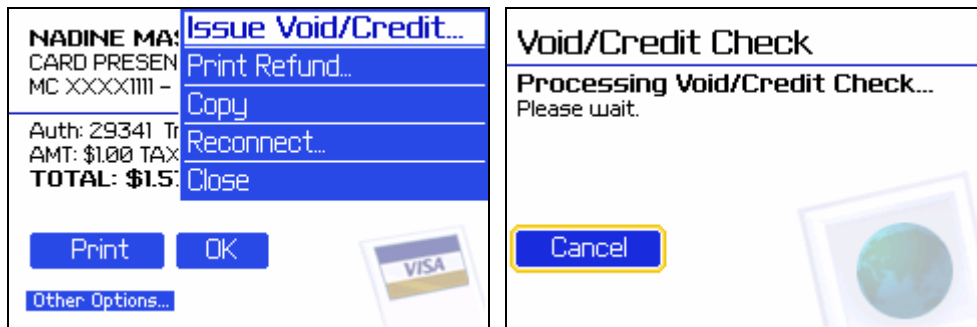 NADINE MAS
CARD PRESEN
MC XXXX1111 –
Auth: 29341 Tr
AMT: $1.00 TAX
TOTAL: $1.57
Issue Void/Credit...
Print Refund...
Copy
Reconnect...
Close
Print
OK
Other Options...
VISA
Void/Credit Check
Processing Void/Credit Check...
Please wait.
Cancel